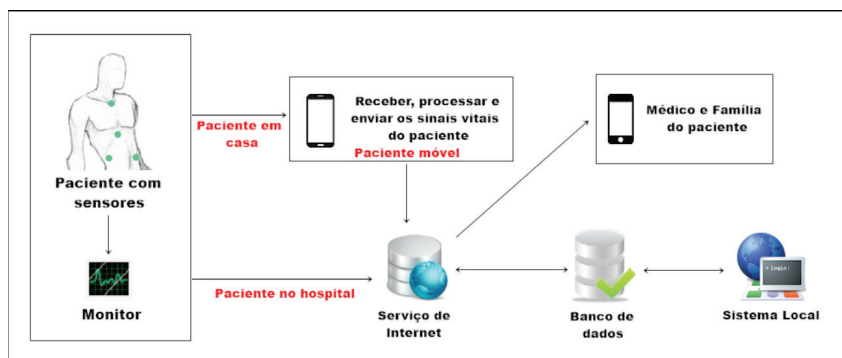 Paciente com
sensores
Monitor
Paciente em
casa
Receber, processar e
enviar os sinais vitais
do paciente
Paciente móvel
Médico e Família
do paciente
Paciente no hospital
Serviço de
Internet
Banco de
dados
> login:
Sistema Local